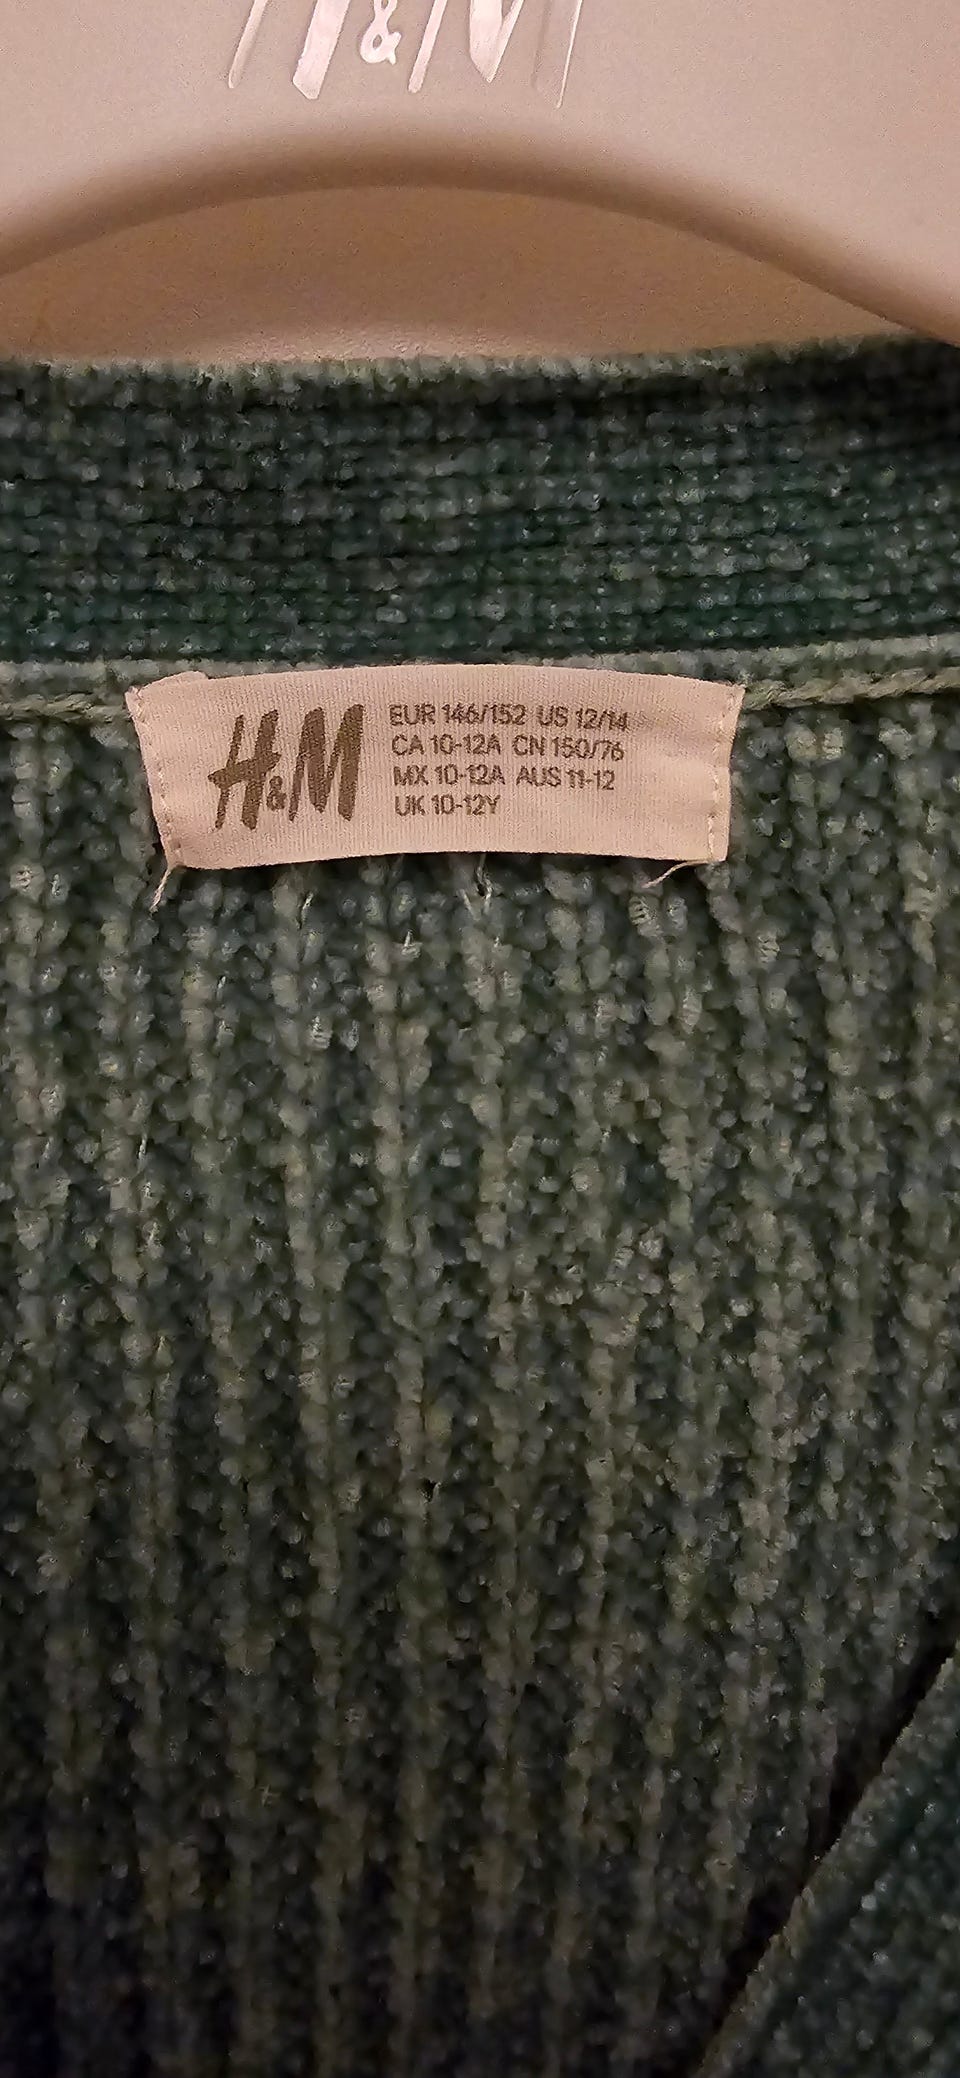 H&M
H&M
EUR 146/152 US 12/14
CA 10-12A CN 150/76
MX 10-12A AUS 11-12
UK 10-12Y